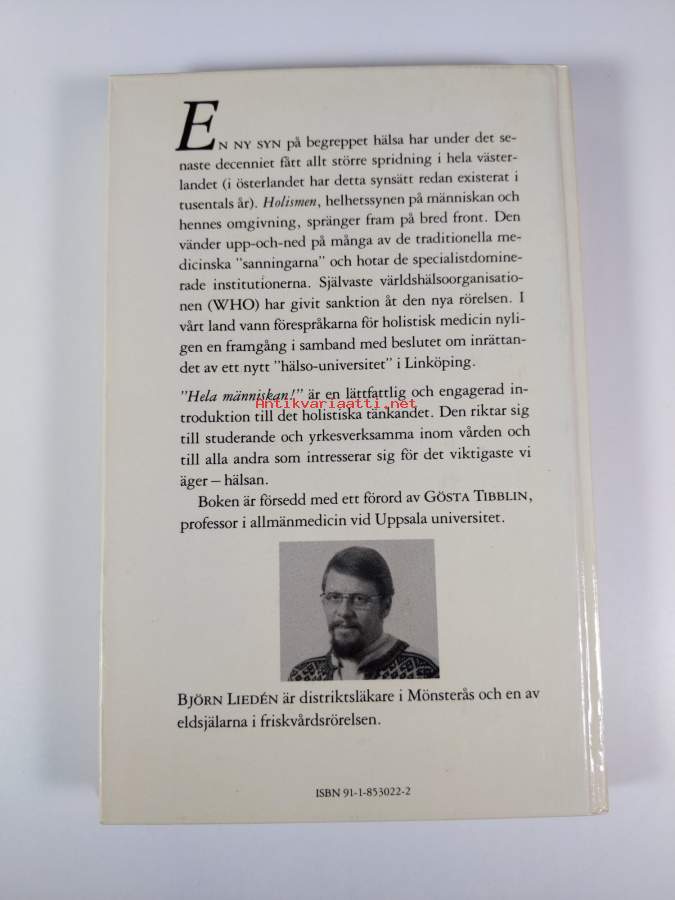 EN NY SYN på begreppet hälsa har under det se-
naste decenniet fått allt större spridning i hela väster-
landet (i österlandet har detta synsätt redan existerat i
tusentals år). Holismen, helhetssynen på människan och
hennes omgivning, spränger fram på bred front. Den
vänder upp-och-ned på många av de traditionella me-
dicinska ”sanningarna” och hotar de specialistdomine-
rade institutionerna. Självaste världshälsoorganisatio-
nen (WHO) har givit sanktion åt den nya rörelsen. I
vårt land vann förespråkarna för holistisk medicin nyli-
gen en framgång i samband med beslutet om inrättan-
det av ett nytt ”hälso-universitet” i Linköping.
”Hela människan!” är en lättfattlig och engagerad in-
Antikvariaatti.net
troduktion till det holistiska tänkandet. Den riktar sig
till studerande och yrkesverksamma inom vården och
till alla andra som intresserar sig för det viktigaste vi
äger – hälsan.
Boken är försedd med ett förord av GÖSTA TIBBLIN,
professor i allmänmedicin vid Uppsala universitet.
BJÖRN LIEDÉN är distriktsläkare i Mönsterås och en av
eldsjälarna i friskvårdsrörelsen.
ISBN 91-1-853022-2